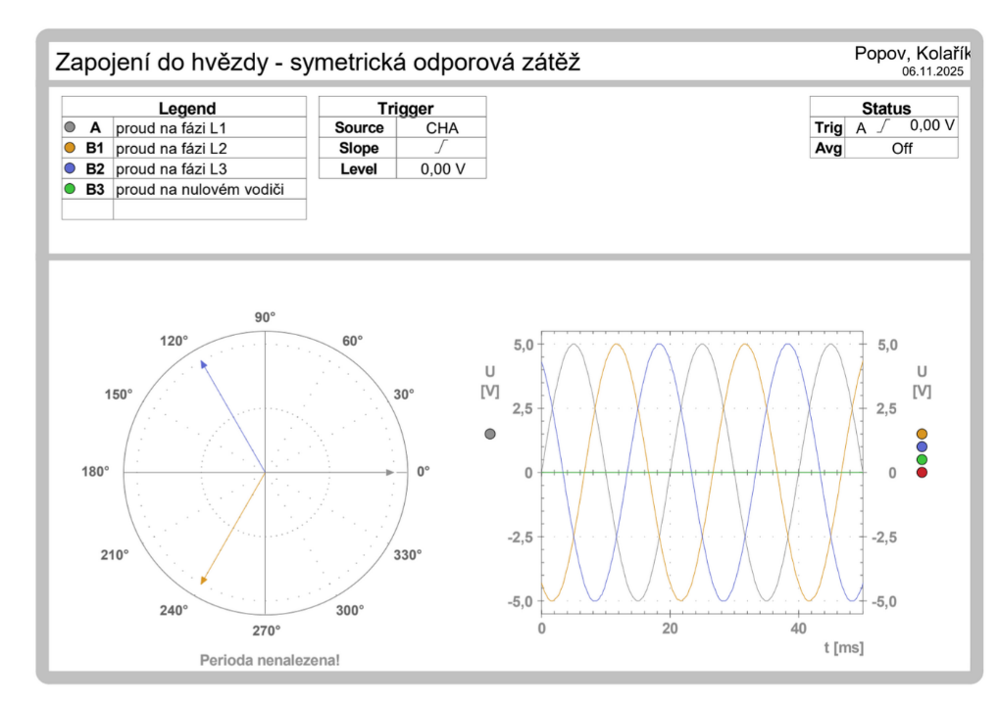 Zapojení do hvězdy - symetrická odporová zátěž
Popov, Kolařík
06.11.2025
Legend
A proud na fázi L1
B1 proud na fázi L2
B2 proud na fázi L3
B3 proud na nulovém vodiči
Trigger
Source CHA
Slope
Level 0,00 V
Status
Trig A 0,00 V
Avg Off
90°
120° 60°
150° 30°
180° 0°
210° 330°
240° 300°
270°
Perioda nenalezena!
5,0 5,0
U U
[V] [V]
2,5 2,5
0 0
-2,5 -2,5
-5,0 -5,0
0 20 40
t [ms]